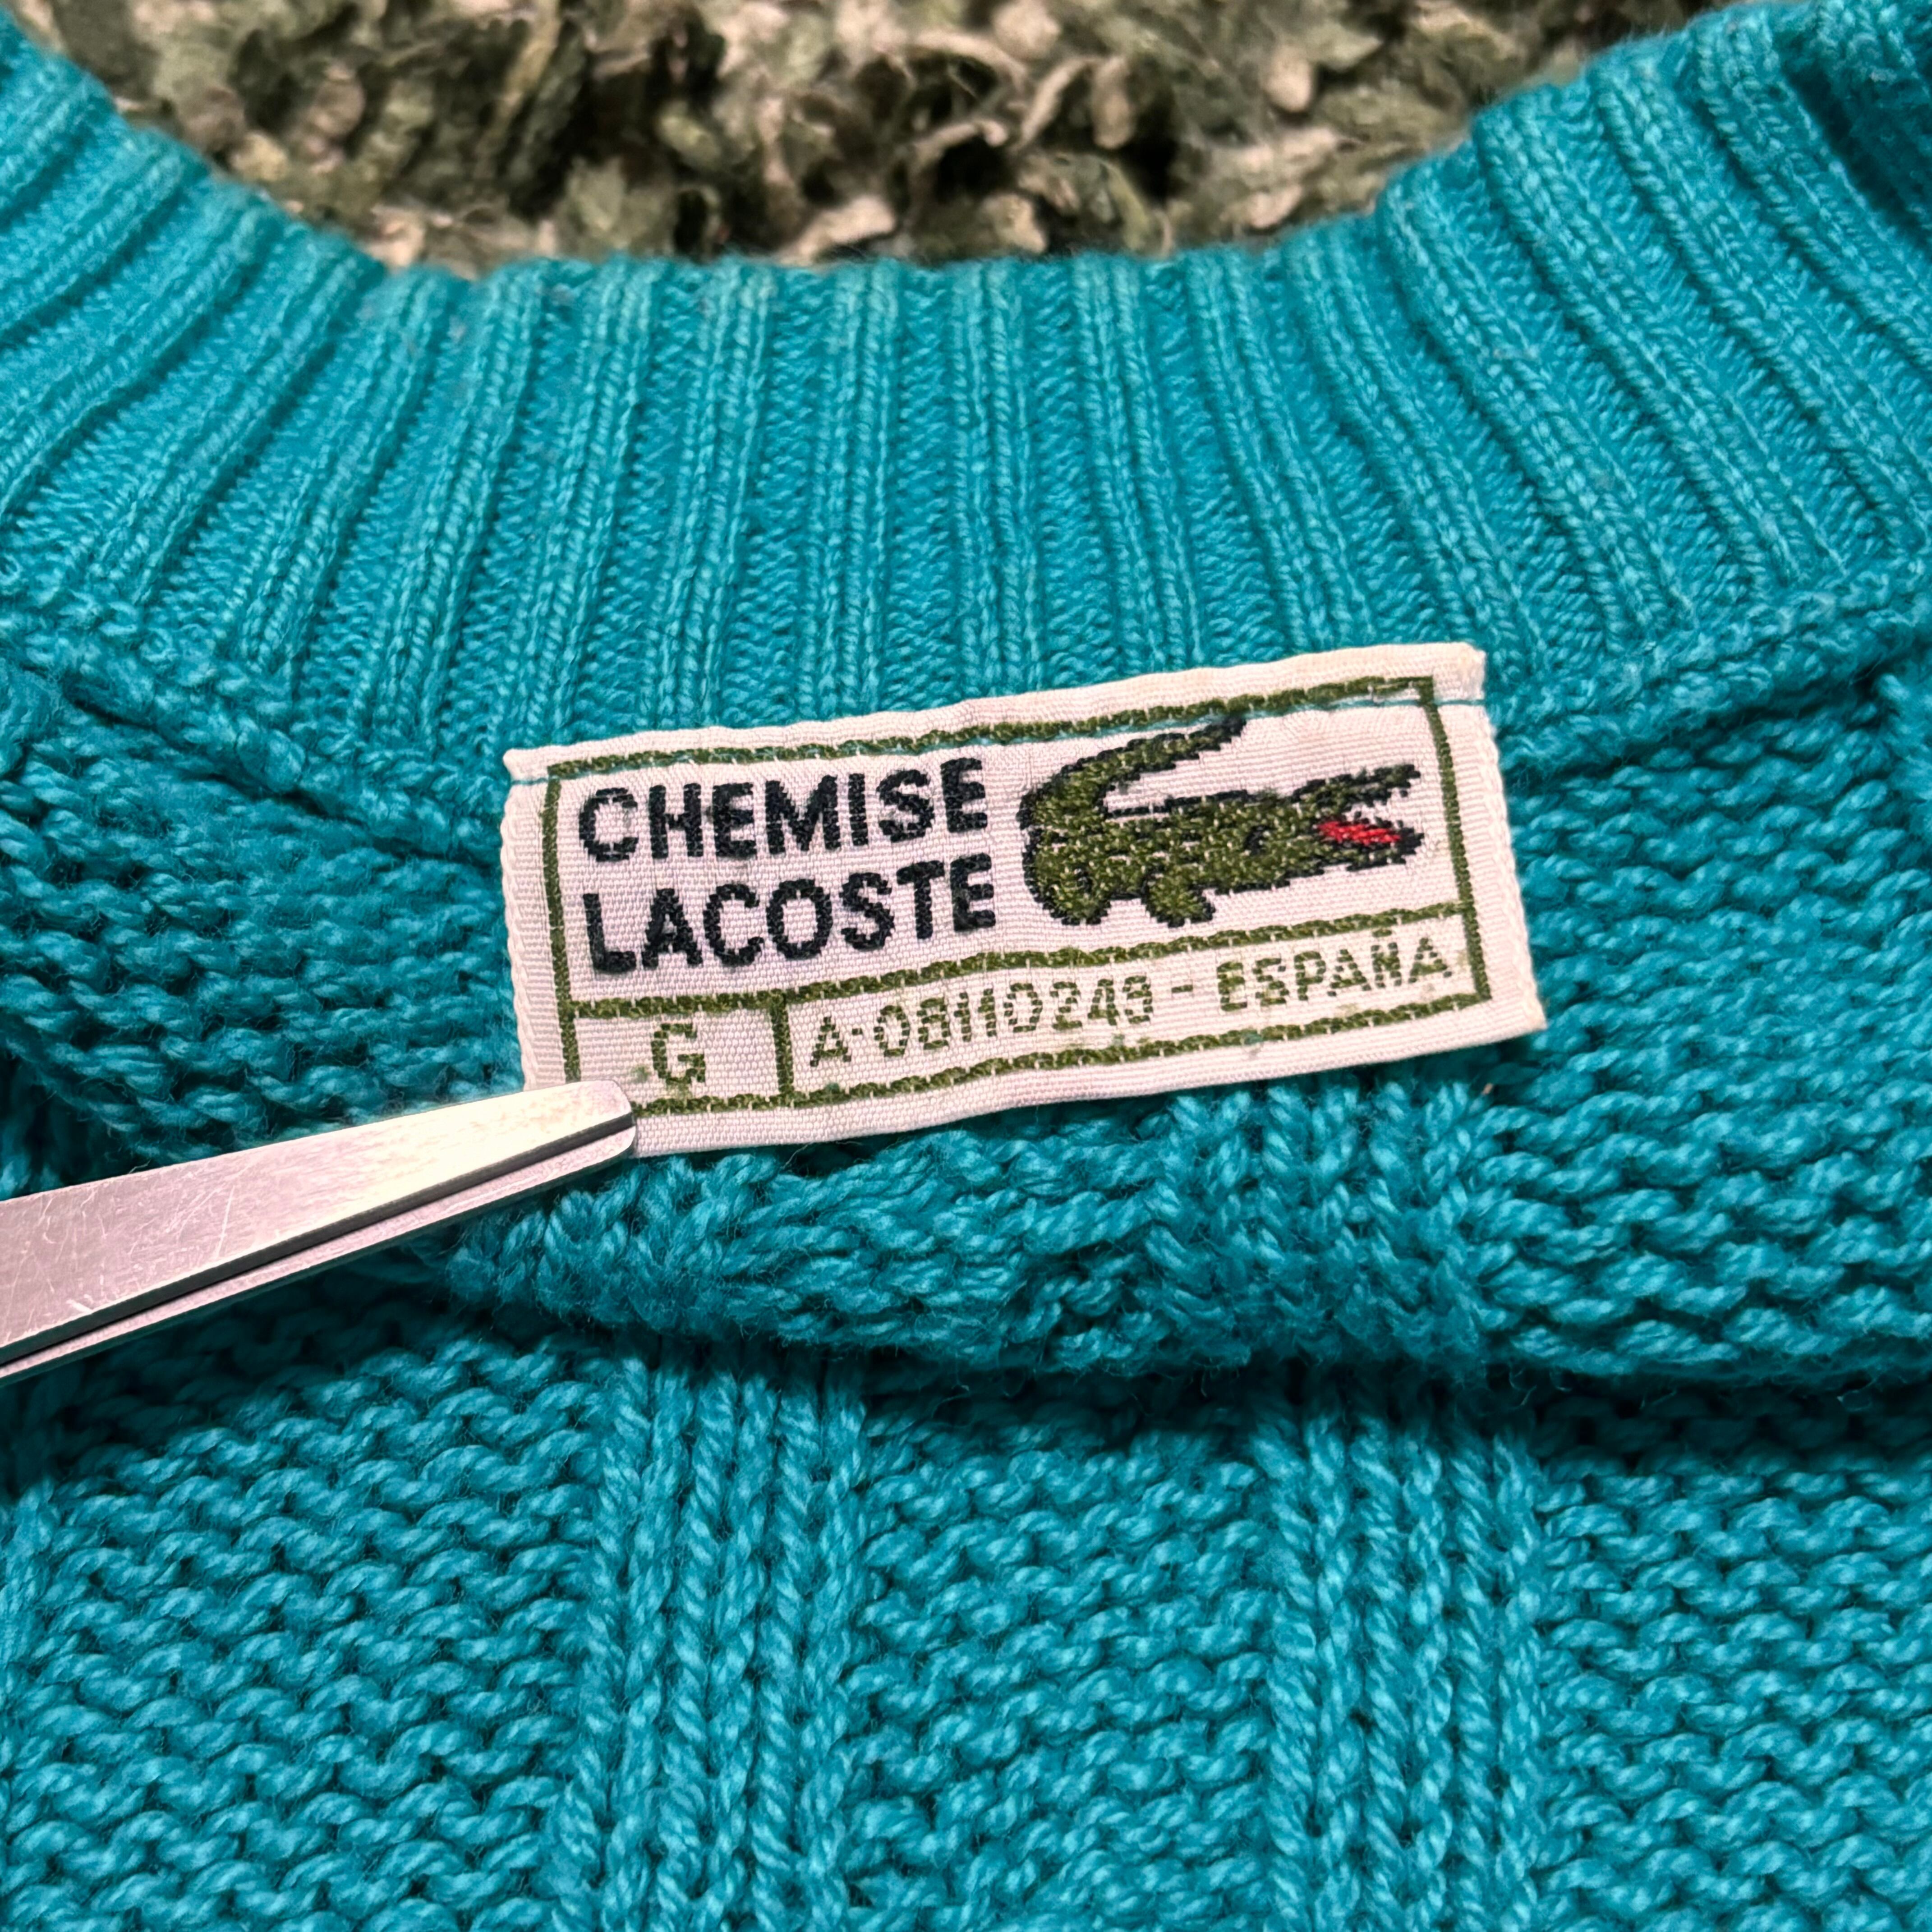 CHEMISE
LACOSTE
G
A-08110249 - ESPAÑA